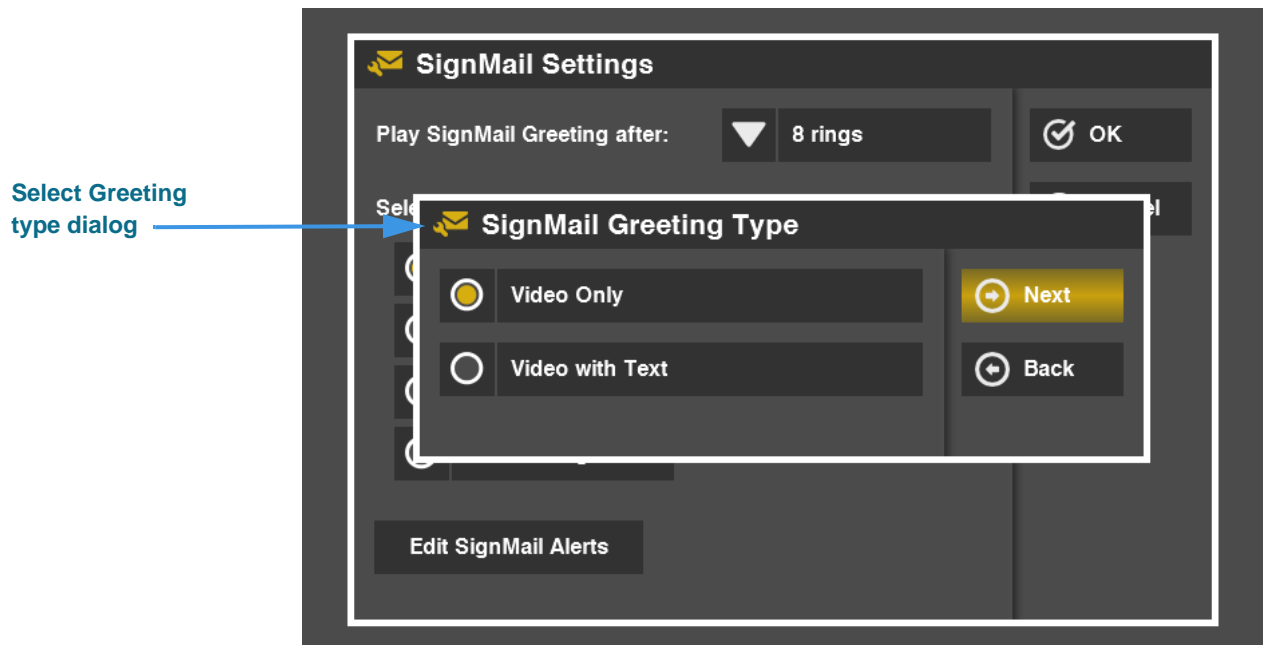 SignMail Settings
Play SignMail Greeting after:
8 rings
OK
Select Greeting
type dialog
SignMail Greeting Type
Video Only
Next
Video with Text
Back
Edit SignMail Alerts